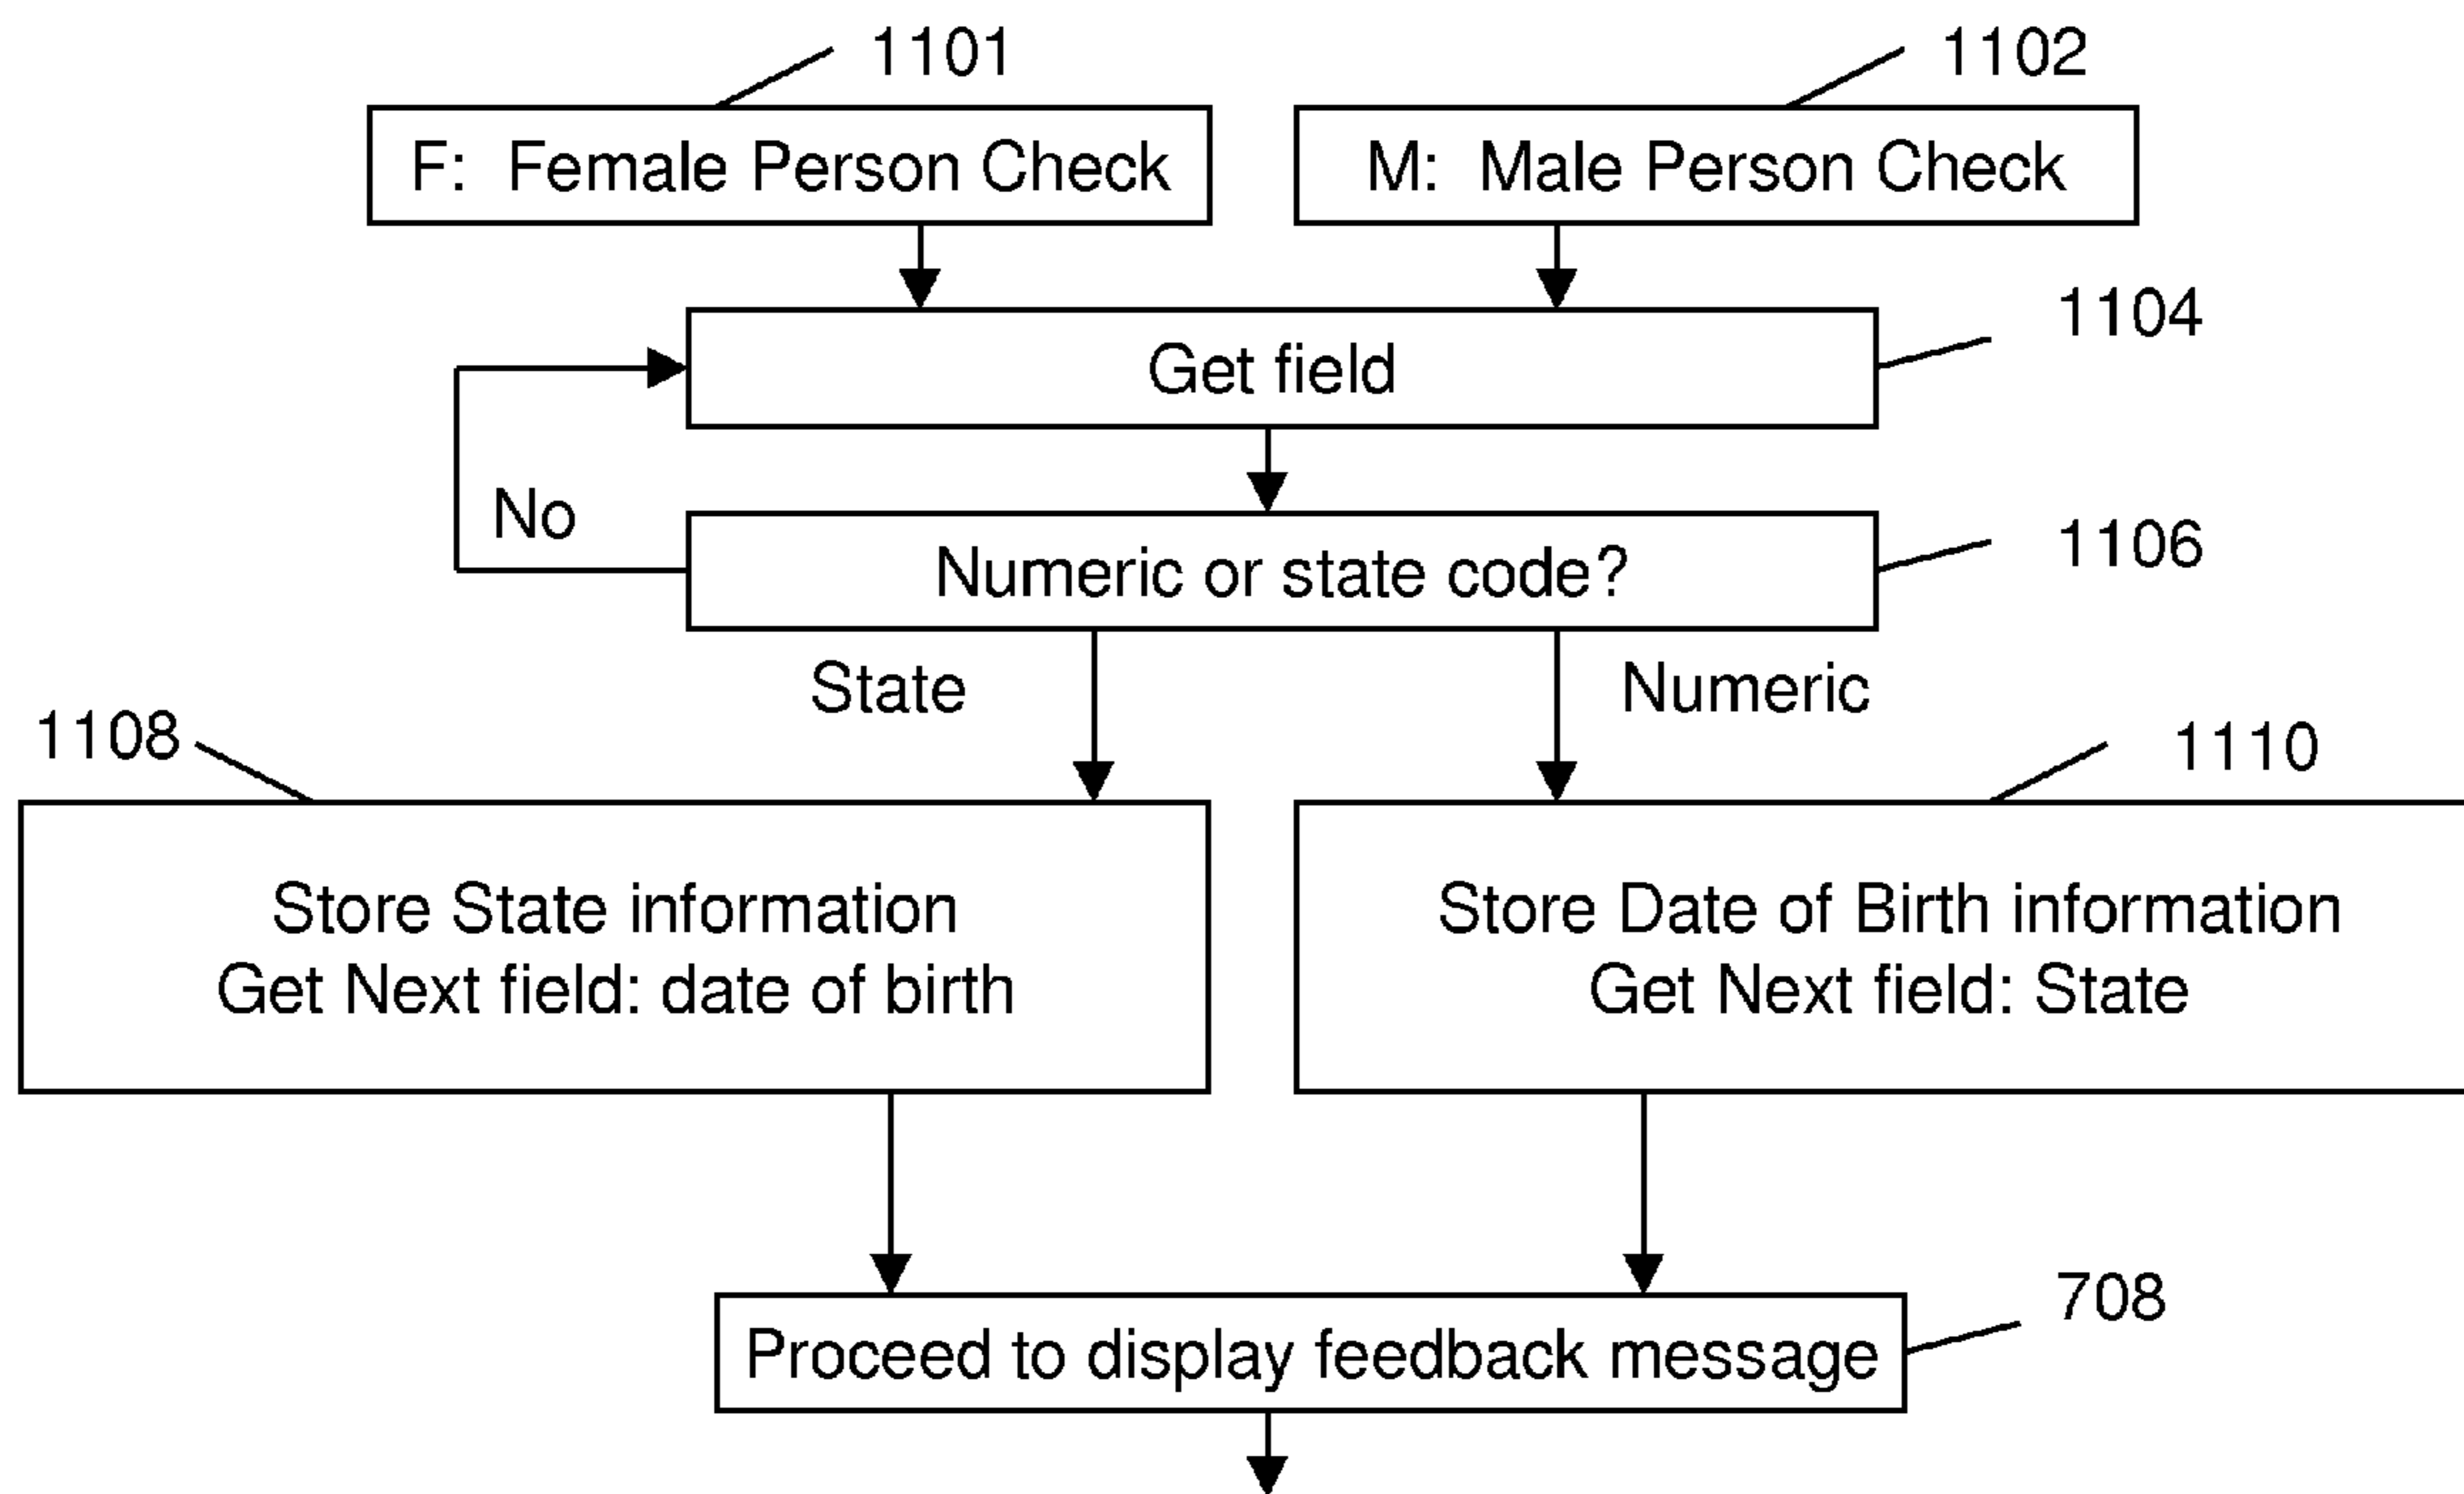 1101
1102
F: Female Person Check
M: Male Person Check
1104
Get field
No
1106
Numeric or state code?
State
Numeric
1108
1110
Store State information
Get Next field: date of birth
Store Date of Birth information
Get Next field: State
708
Proceed to display feedback message